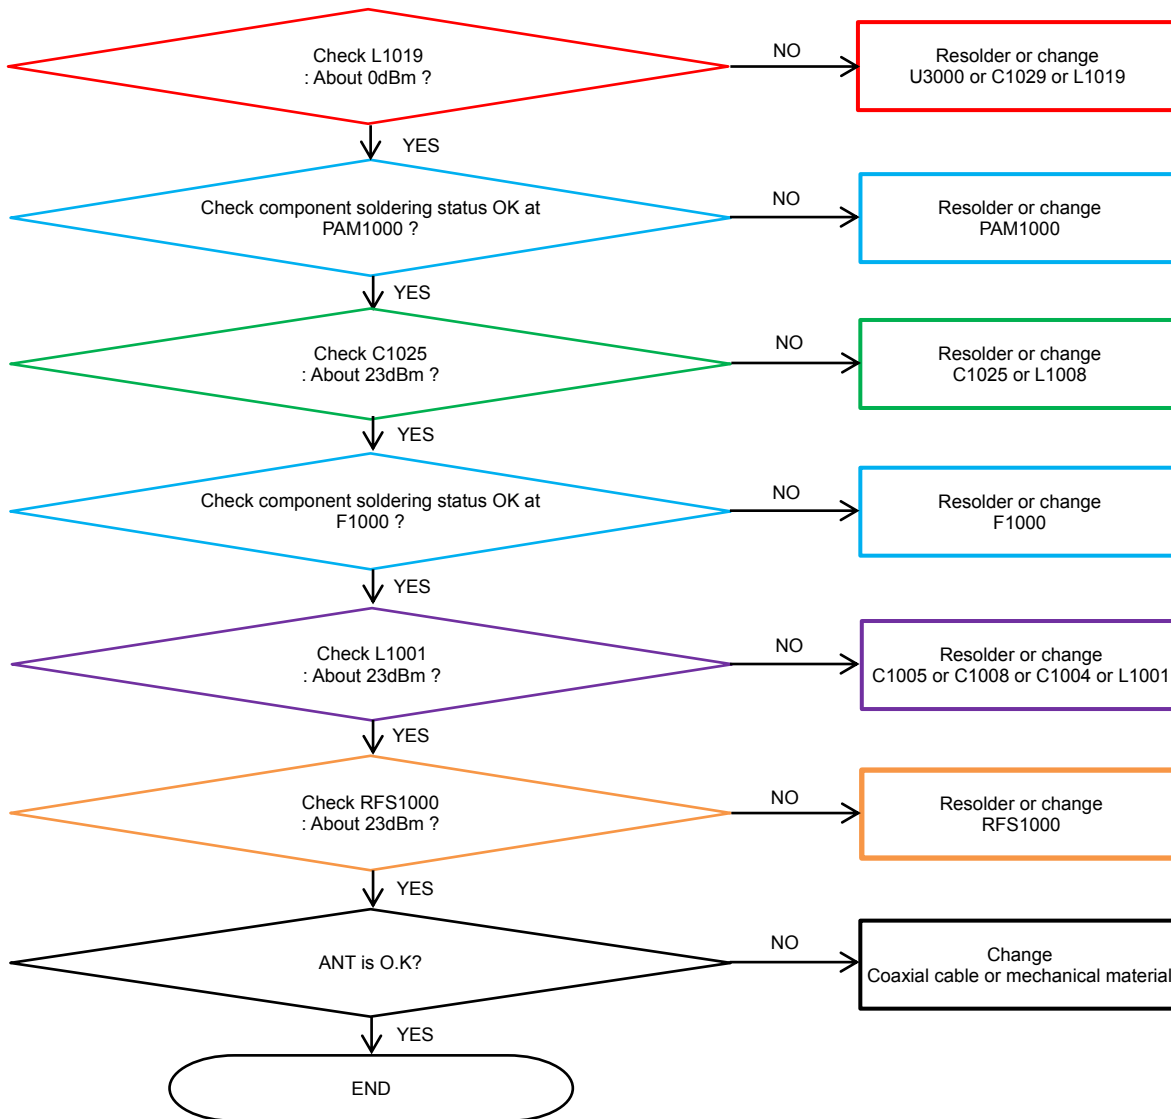 Check L1019
: About 0dBm ?
NO
Resolder or change
U3000 or C1029 or L1019
YES
Check component soldering status OK at
PAM1000 ?
NO
Resolder or change
PAM1000
YES
Check C1025
: About 23dBm ?
NO
Resolder or change
C1025 or L1008
YES
Check component soldering status OK at
F1000 ?
NO
Resolder or change
F1000
YES
Check L1001
: About 23dBm ?
NO
Resolder or change
C1005 or C1008 or C1004 or L1001
YES
Check RFS1000
: About 23dBm ?
NO
Resolder or change
RFS1000
YES
ANT is O.K?
NO
Change
Coaxial cable or mechanical material
YES
END